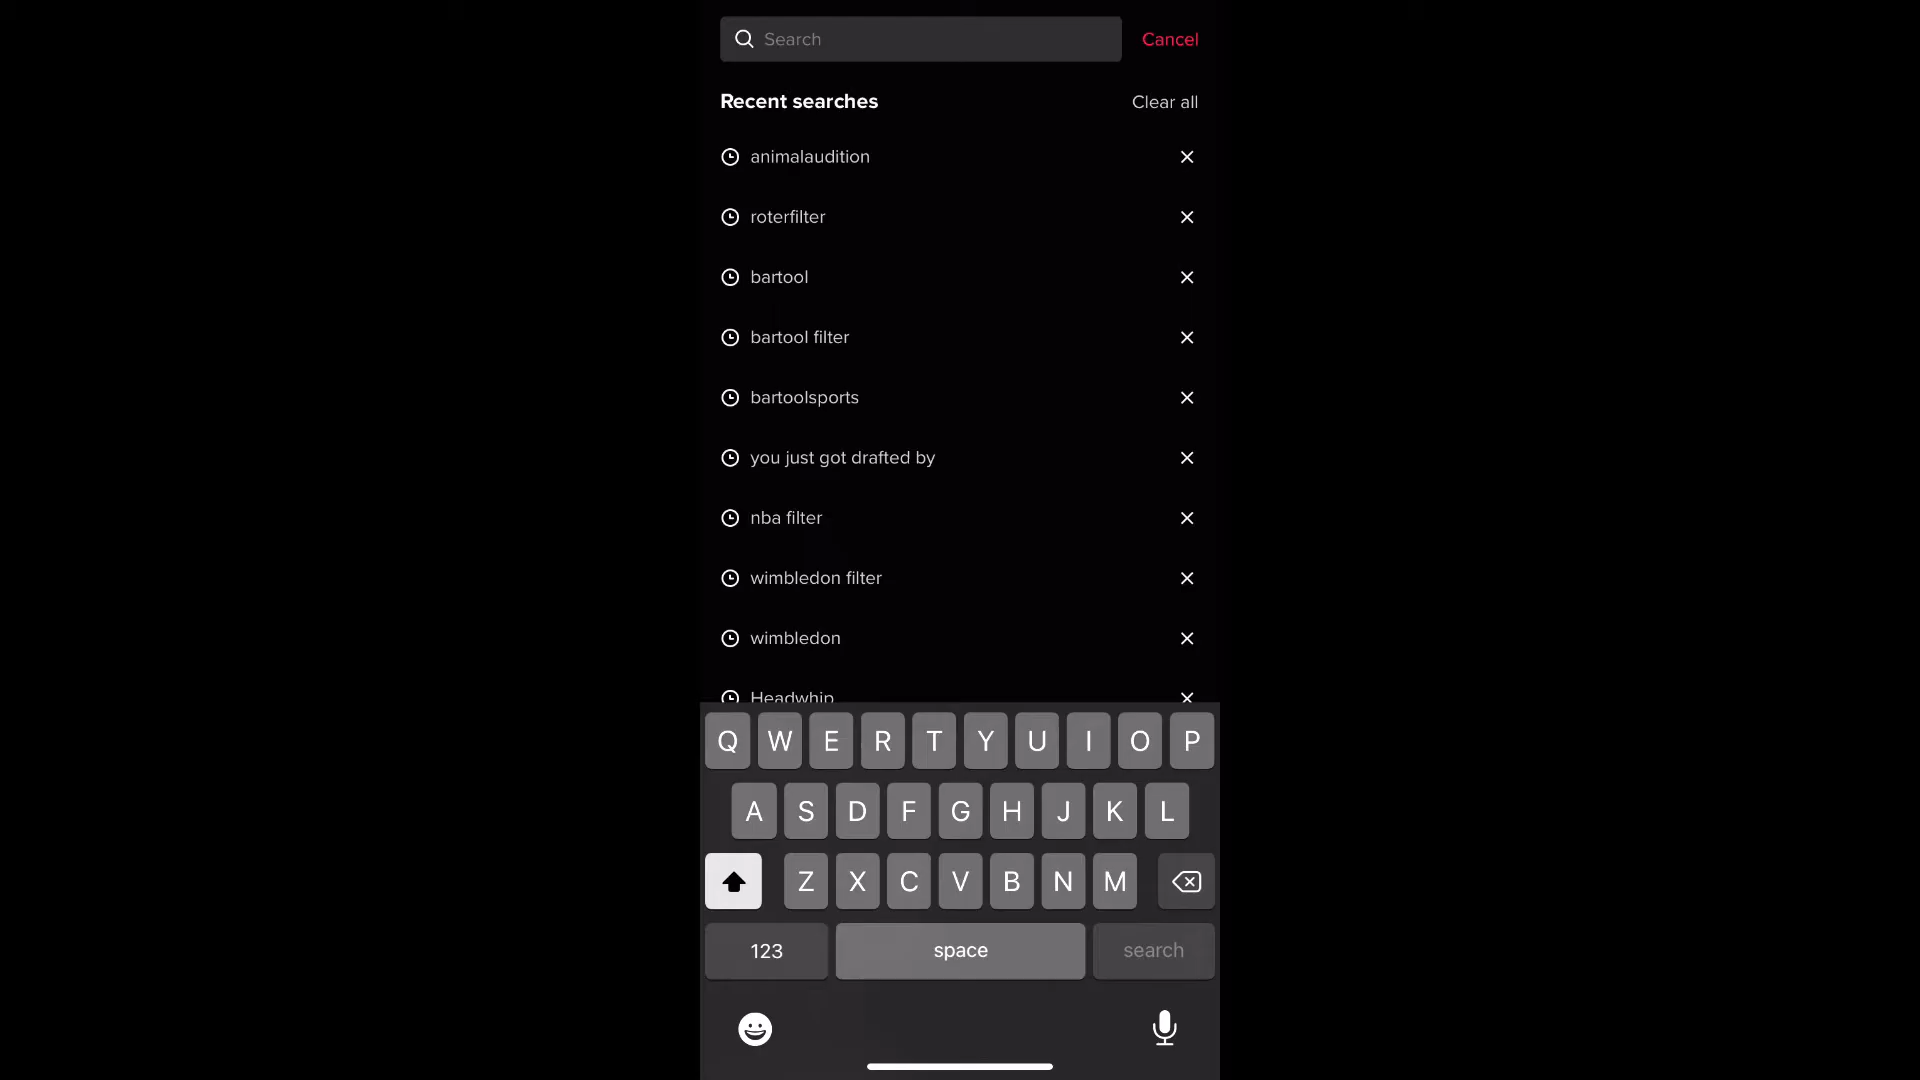 Search
Cancel
Recent searches
Clear all
animalaudition
roterfilter
bartool
bartool filter
bartoolsports
you just got drafted by
nba filter
wimbledon filter
wimbledon
Headwhip
Q W E R T Y U I O P
A S D F G H J K L
Z X C V B N M
123
space
search